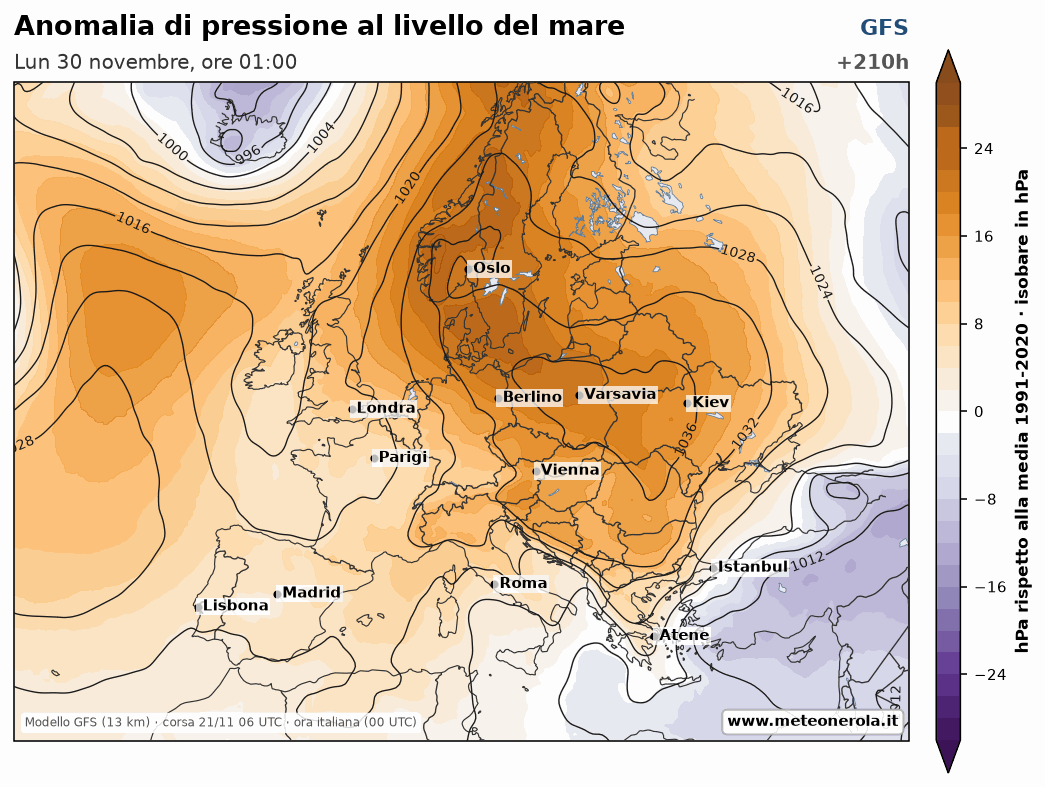 Anomalia di pressione al livello del mare
GFS
Lun 30 novembre, ore 01:00
+210h
1016
1000
996
1004
1020
1016
Oslo
1028
1024
24
16
8
0
−8
−16
−24
hPa rispetto alla media 1991-2020 · isobare in hPa
Berlino
Varsavia
Kiev
Londra
028
1036
1032
Parigi
Vienna
Istanbul
1012
Roma
Madrid
Lisbona
Atene
012
Modello GFS (13 km) · corsa 21/11 06 UTC · ora italiana (00 UTC)
www.meteonerola.it